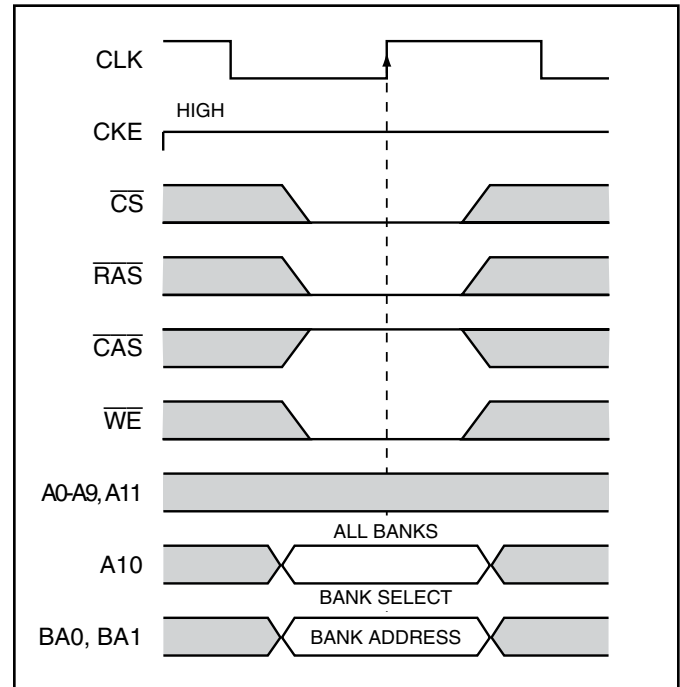 CLK
HIGH
CKE
CS
RAS
CAS
WE
A0-A9, A11
ALL BANKS
A10
BANK SELECT
BA0, BA1
BANK ADDRESS